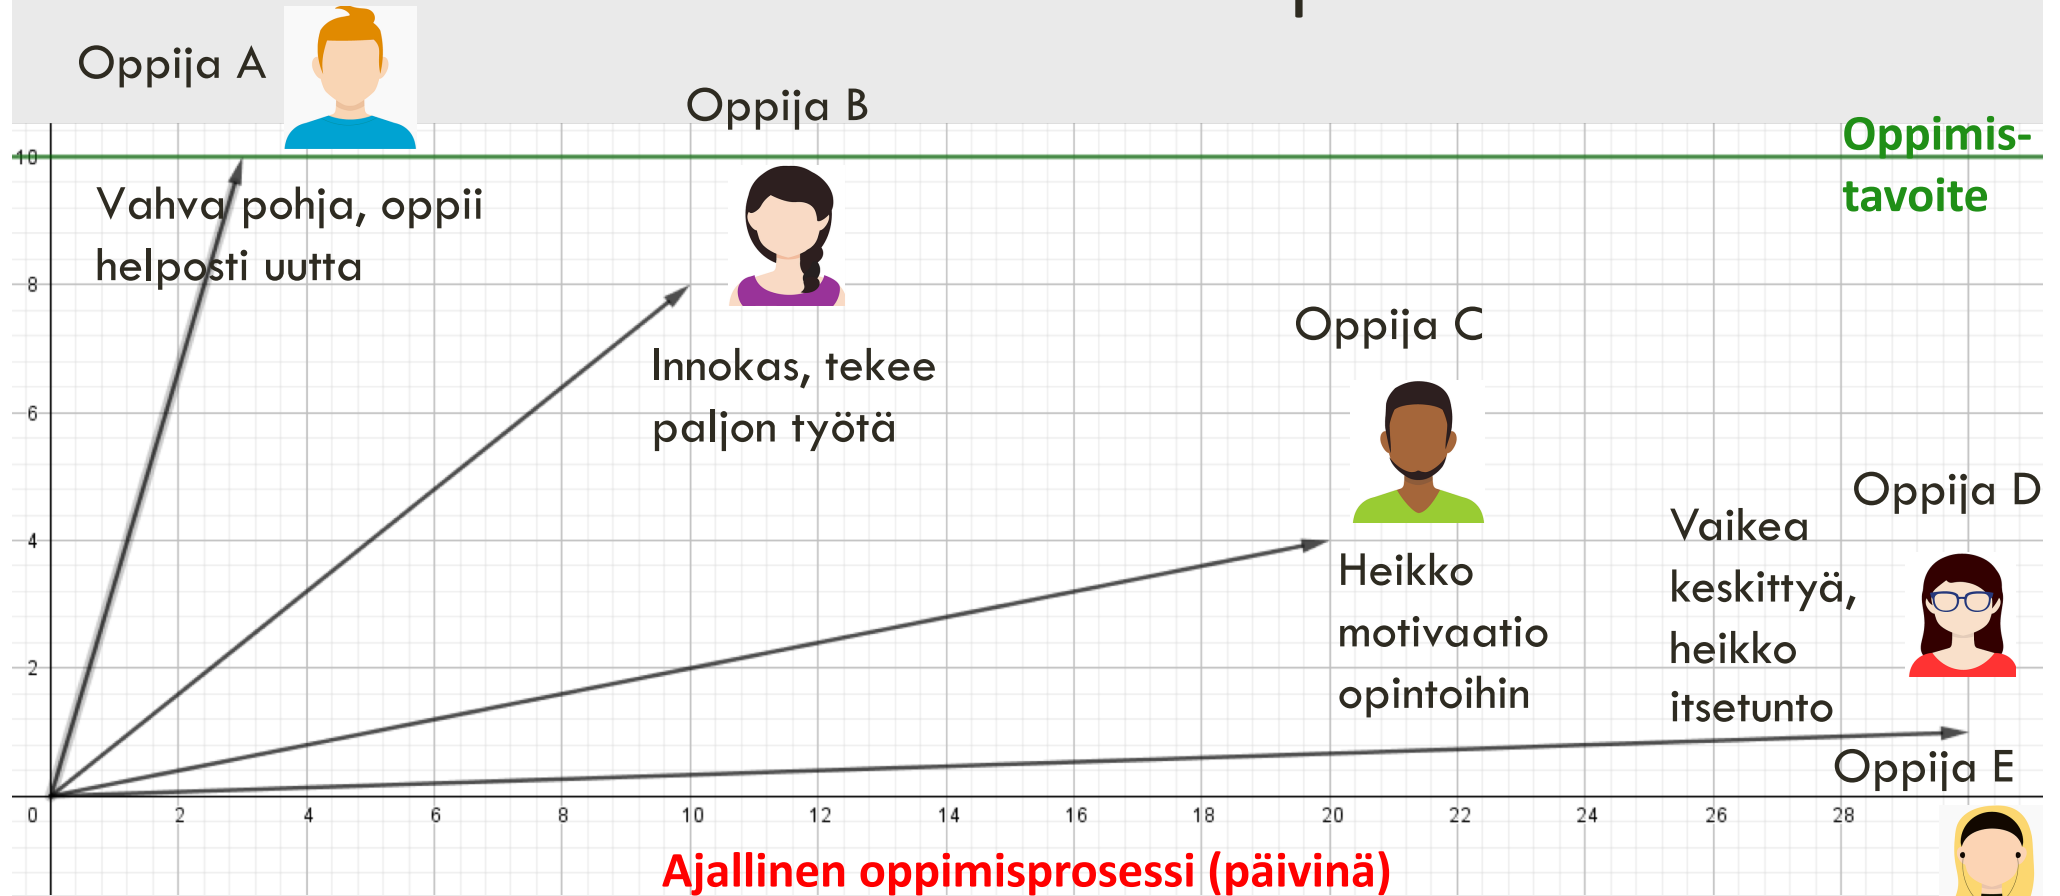 Oppija A
Oppija B
Oppimis-
tavoite
10
Vahva pohja, oppii
helposti uutta
8
Innokas, tekee
paljon työtä
Oppija C
6
Oppija D
4
Vaikea
keskittyä,
heikko
itsetunto
Heikko
motivaatio
opintoihin
2
Oppija E
0 2 4 6 8 10 12 14 16 18 20 22 24 26 28
Ajallinen oppimisprosessi (päivinä)